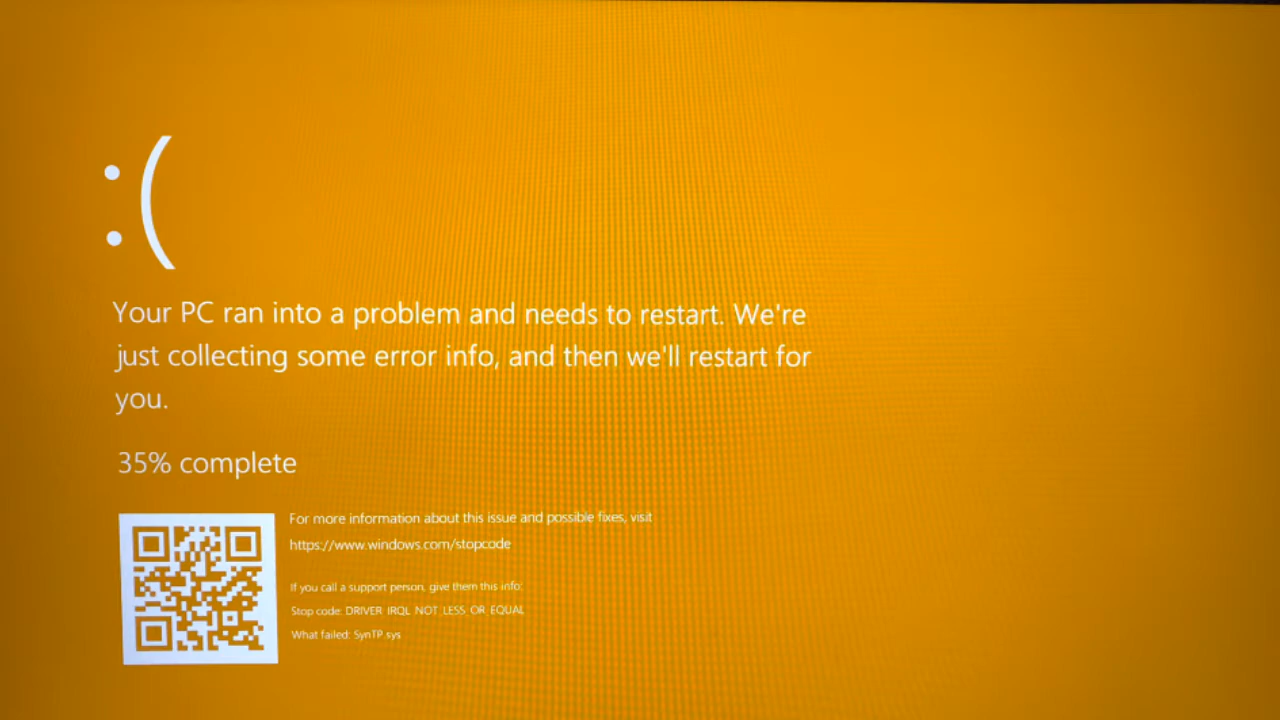 :(
Your PC ran into a problem and needs to restart. We're
just collecting some error info, and then we'll restart for
you.
35% complete
For more information about this issue and possible fixes, visit
https://www.windows.com/stopcode
If you call a support person, give them this info:
Stop code: DRIVER IRQL NOT LESS OR EQUAL
What failed: SynTP.sys